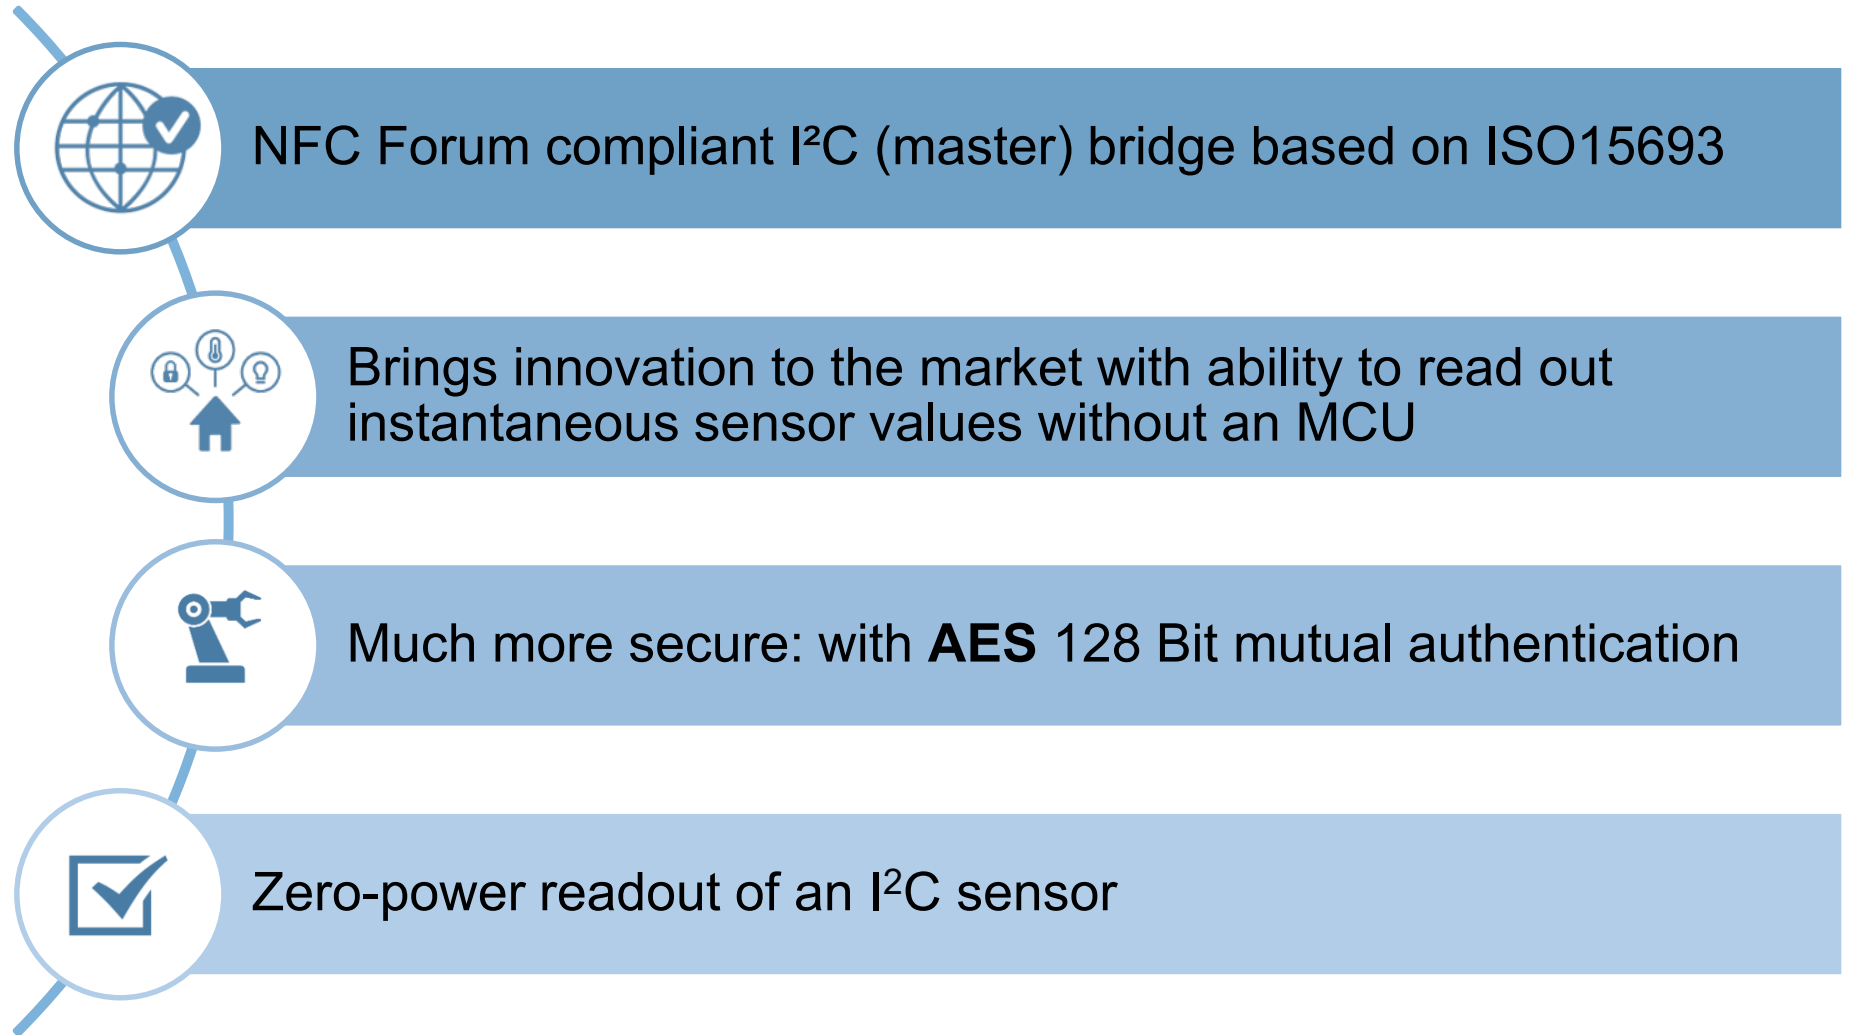 NFC Forum compliant I²C (master) bridge based on ISO15693
Brings innovation to the market with ability to read out
instantaneous sensor values without an MCU
Much more secure: with AES 128 Bit mutual authentication
Zero-power readout of an I²C sensor